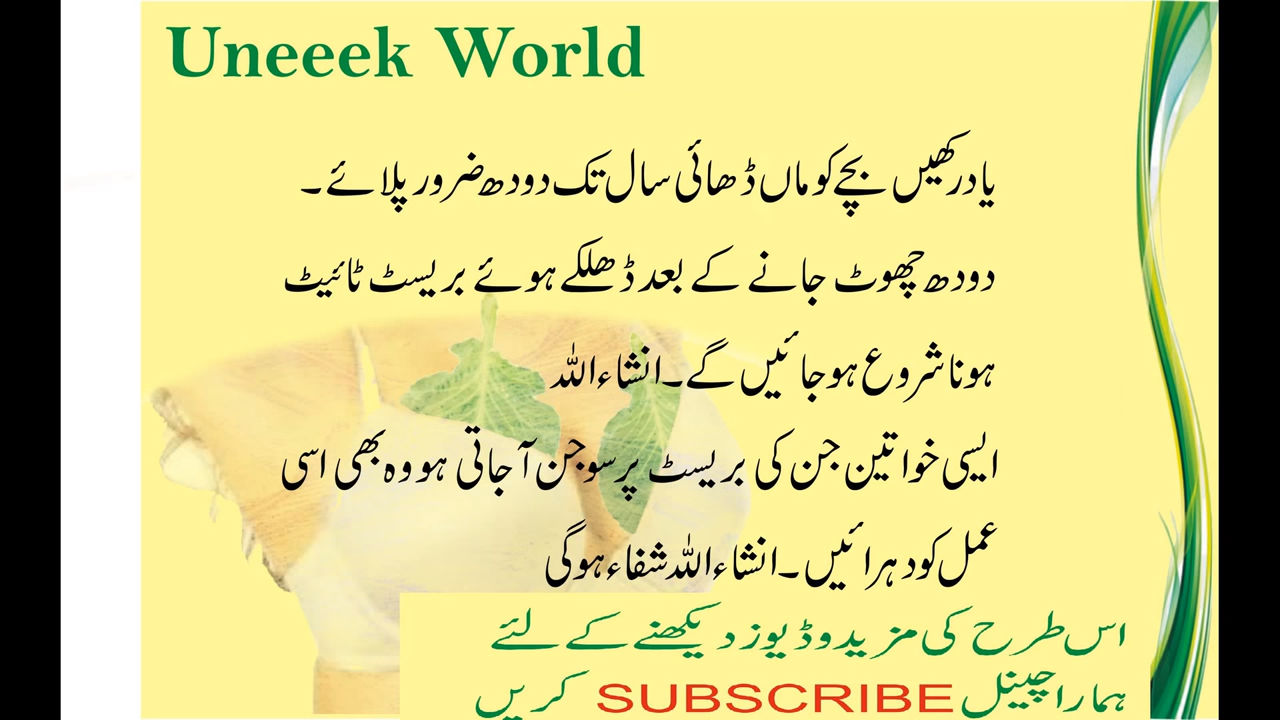 Uneeek World
یادرکھیں بچے کو ماں ڈھائی سال تک دودھ ضرور پلائے۔
دودھ چھوٹ جانے کے بعد ڈھلکے ہوئے بریسٹ ٹائیٹ
ہونا شروع ہوجائیں گے۔انشاءاللہ
ایسی خواتین جن کی بریسٹ پر سوجن آجاتی ہو وہ بھی اسی
عمل کو دہرائیں۔انشاءاللہ شفاء ہوگی
اس طرح کی مزید وڈیوز دیکھنے کے لئے
ہمارا چینل SUBSCRIBE کریں